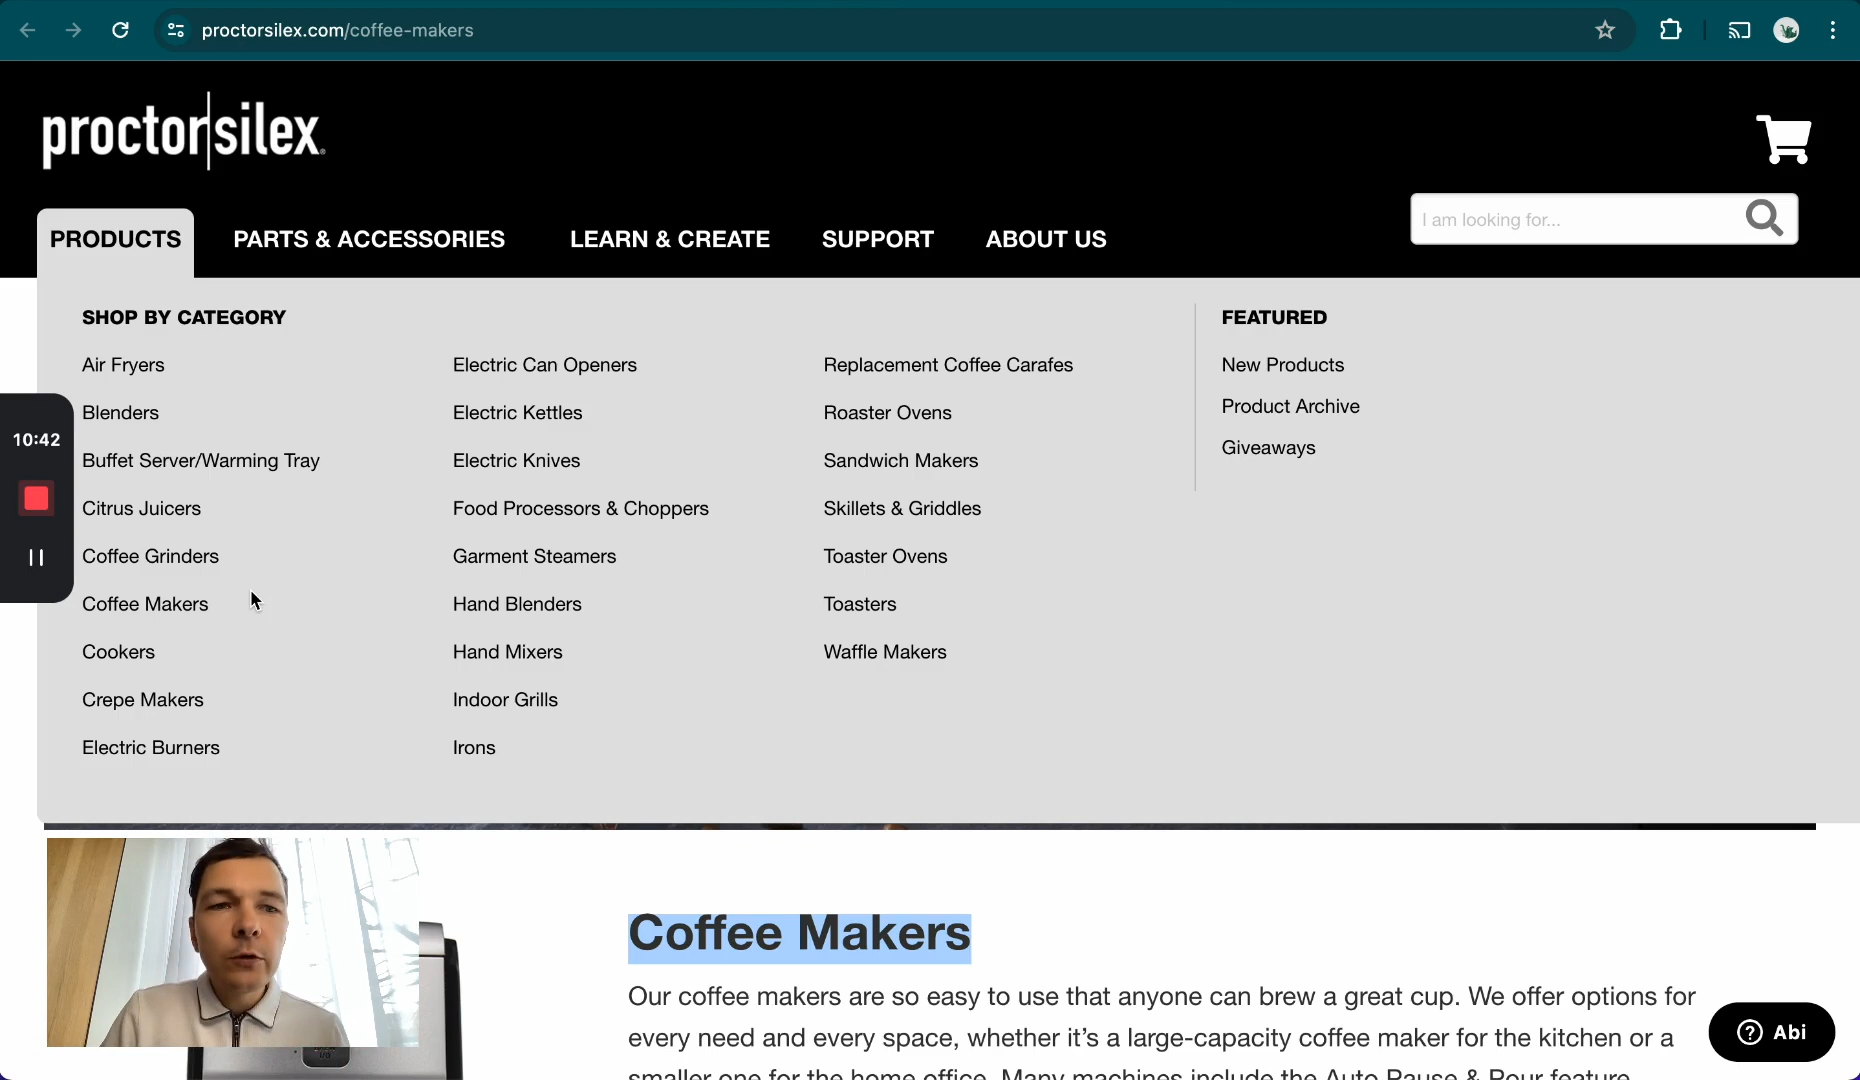 proctorsilex.com/coffee-makers
proctorsilex
I am looking for...
PRODUCTS PARTS & ACCESSORIES LEARN & CREATE SUPPORT ABOUT US
SHOP BY CATEGORY
Air Fryers
Blenders
Buffet Server/Warming Tray
Citrus Juicers
Coffee Grinders
Coffee Makers
Cookers
Crepe Makers
Electric Burners
Electric Can Openers
Electric Kettles
Electric Knives
Food Processors & Choppers
Garment Steamers
Hand Blenders
Hand Mixers
Indoor Grills
Irons
Replacement Coffee Carafes
Roaster Ovens
Sandwich Makers
Skillets & Griddles
Toaster Ovens
Toasters
Waffle Makers
FEATURED
New Products
Product Archive
Giveaways
10:42
Coffee Makers
Our coffee makers are so easy to use that anyone can brew a great cup. We offer options for
every need and every space, whether it's a large-capacity coffee maker for the kitchen or a
smaller one for the home office. Many machines include the Auto Pause & Pour feature
Abi